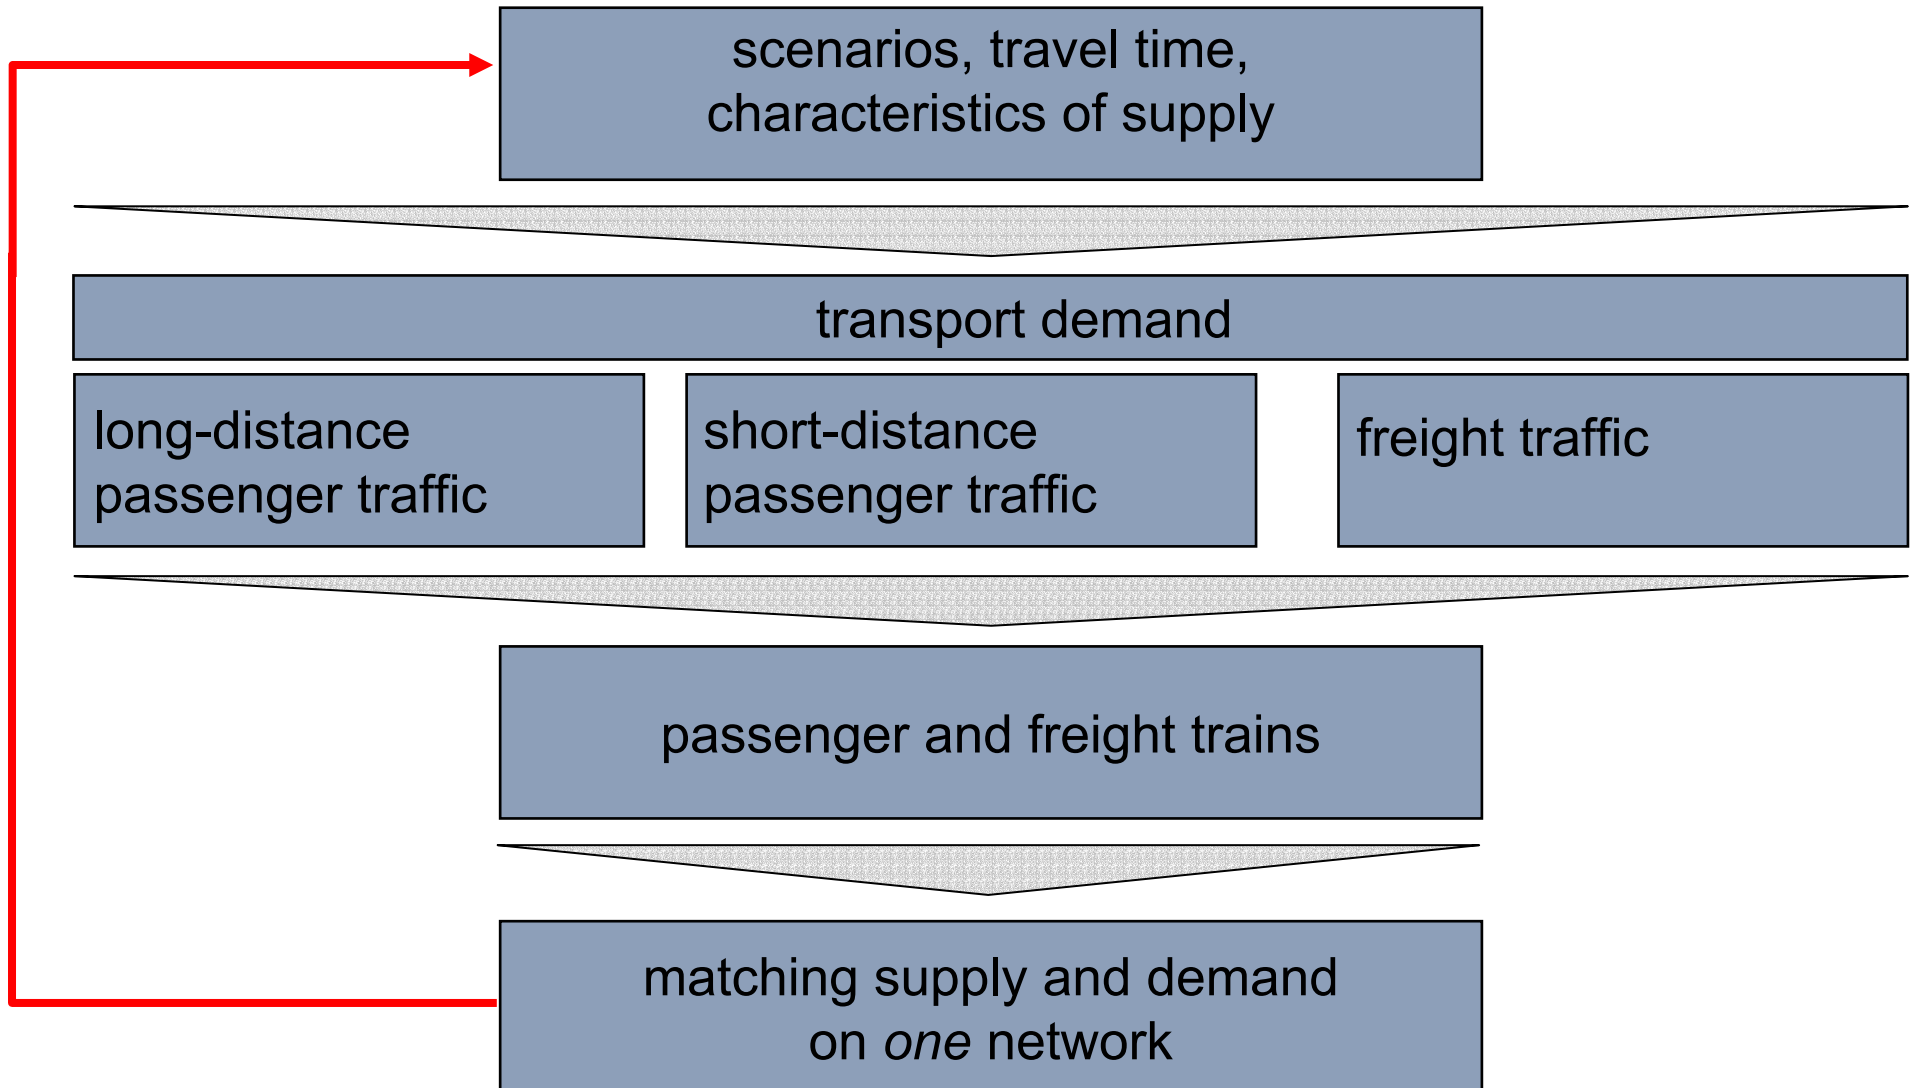 scenarios, travel time,
characteristics of supply
transport demand
long-distance
passenger traffic
short-distance
passenger traffic
freight traffic
passenger and freight trains
matching supply and demand
on one network